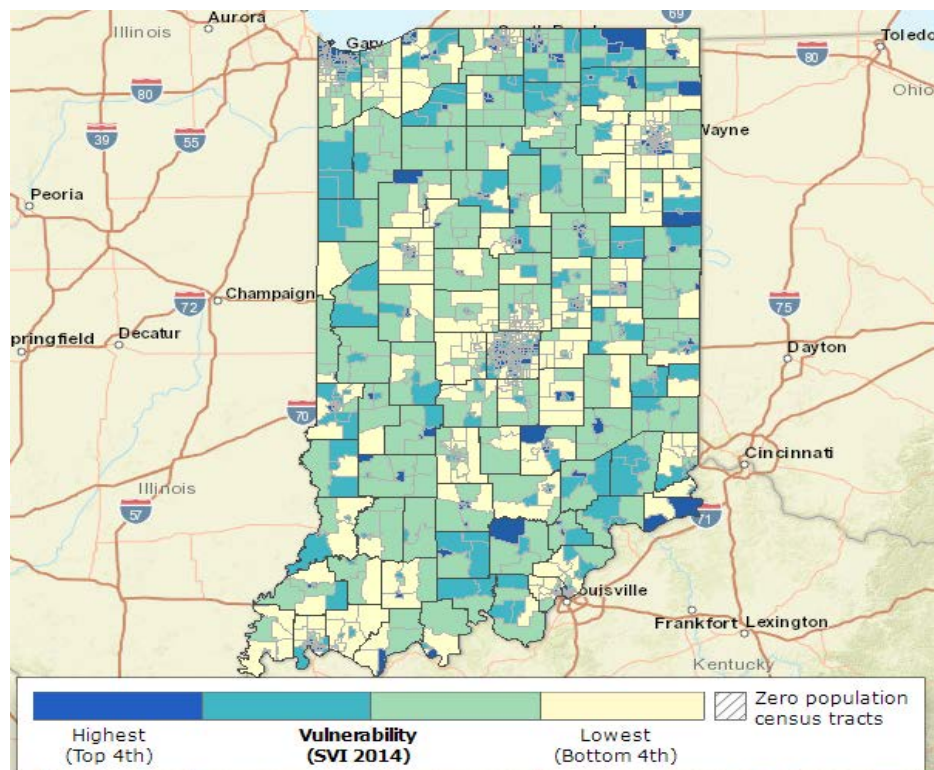 Aurora
Illinois
Gary
69
Toledo
80
80
Ohio
39
55
Wayne
Peoria
Champaign
72
75
Springfield
Decatur
Dayton
70
Cincinnati
Illinois
57
71
Louisville
Frankfort
Lexington
Kentucky
Highest
(Top 4th)
Vulnerability
(SVI 2014)
Lowest
(Bottom 4th)
Zero population
census tracts